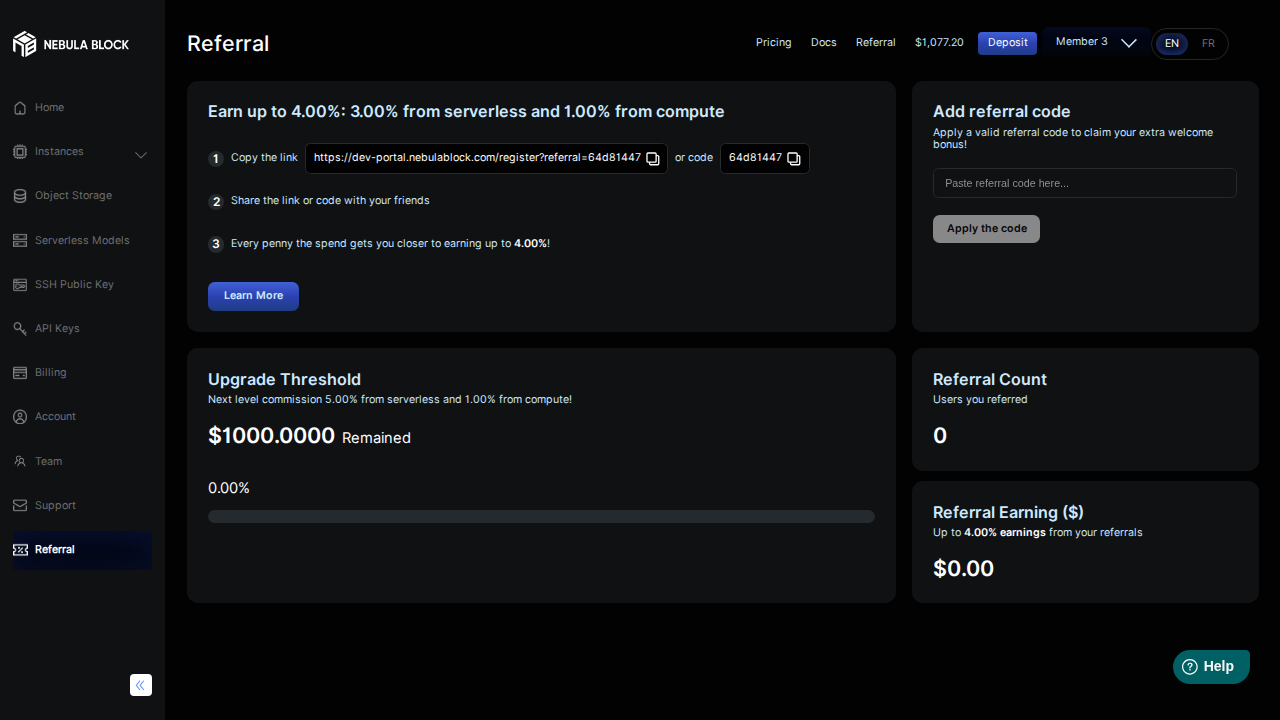 NEBULA BLOCK
Home
Instances
Object Storage
Serverless Models
SSH Public Key
API Keys
Billing
Account
Team
Support
Referral
Referral
Pricing
Docs
Referral
$1,077.20
Deposit
Member 3
EN
FR
Earn up to 4.00%: 3.00% from serverless and 1.00% from compute
1 Copy the link https://dev-portal.nebulablock.com/register?referral=64d81447 or code 64d81447
2 Share the link or code with your friends
3 Every penny the spend gets you closer to earning up to 4.00%!
Learn More
Add referral code
Apply a valid referral code to claim your extra welcome
bonus!
Paste referral code here...
Apply the code
Upgrade Threshold
Next level commission 5.00% from serverless and 1.00% from compute!
$1000.0000 Remained
0.00%
Referral Count
Users you referred
0
Referral Earning ($)
Up to 4.00% earnings from your referrals
$0.00
Help